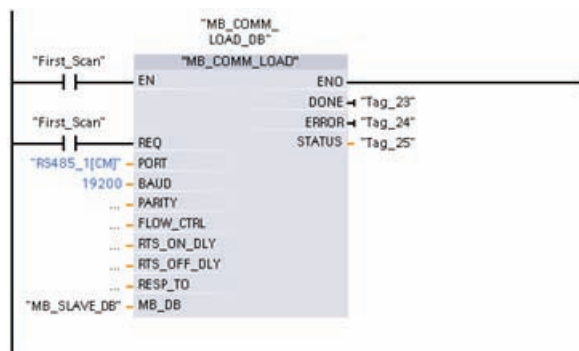 "MB_COMM_
LOAD_DB"
"First_Scan"
"MB_COMM_LOAD"
EN ENO
DONE "Tag_23"
"First_Scan" ERROR "Tag_24"
REQ STATUS "Tag_25"
"RS485_1[CM]" PORT
19200 BAUD
... PARITY
... FLOW_CTRL
... RTS_ON_DLY
... RTS_OFF_DLY
... RESP_TO
"MB_SLAVE_DB" MB_DB